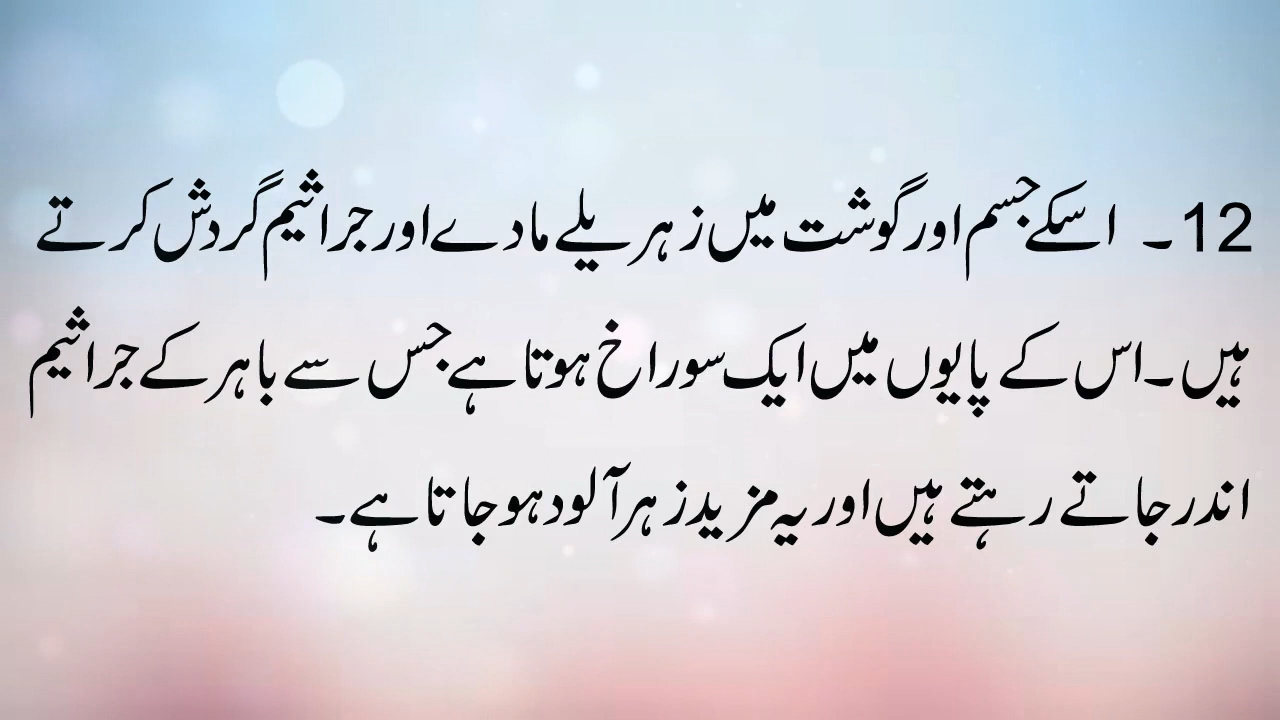 12۔ اسکے جسم اور گوشت میں زہریلے مادے اور جراثیم گردش کرتے
ہیں۔اس کے پایوں میں ایک سوراخ ہوتا ہے جس سے باہر کے جراثیم
اندر جاتے رہتے ہیں اور یہ مزید زہر آلود ہو جاتا ہے۔